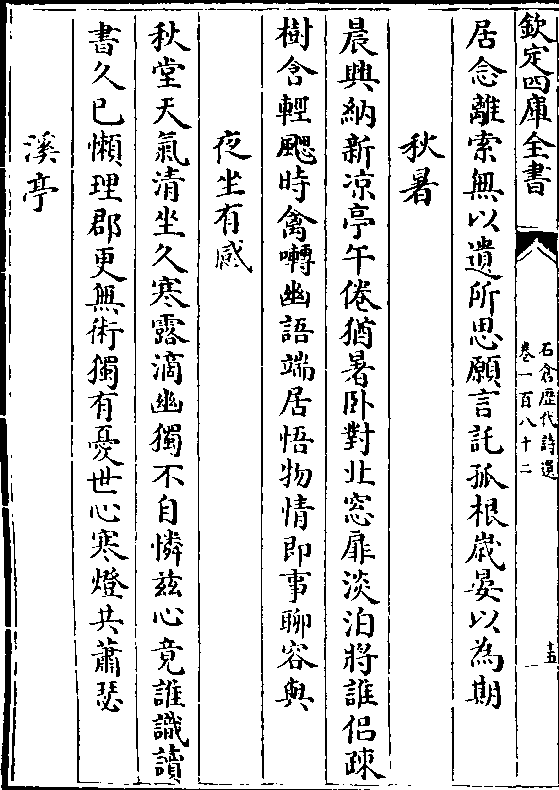 欽定四庫全書
石倉歷代詩選
卷一百八十二
十五
居念離索無以遺所思願言託孤根歲晏以為期
秋暑
晨興納新凉亭午倦猶暑卧對北窓扉淡泊將誰侣疎
樹含輕飔時禽囀幽語端居悟物情即事聊容與
夜坐有感
秋堂天氣清坐久寒露滴幽獨不自憐兹心竟誰識讀
書久已懶理郡更無術獨有憂世心寒燈共蕭瑟
溪亭